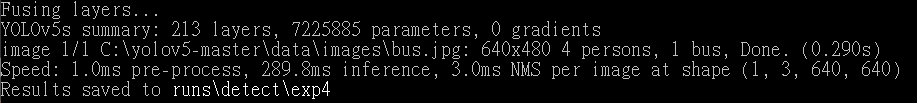 Fusing layers...
YOLOv5s summary: 213 layers, 7225885 parameters, 0 gradients
image 1/1 C:\yolov5-master\data\images\bus.jpg: 640x480 4 persons, 1 bus, Done. (0.290s)
Speed: 1.0ms pre-process, 289.8ms inference, 3.0ms NMS per image at shape (1, 3, 640, 640)
Results saved to runs\detect\exp4